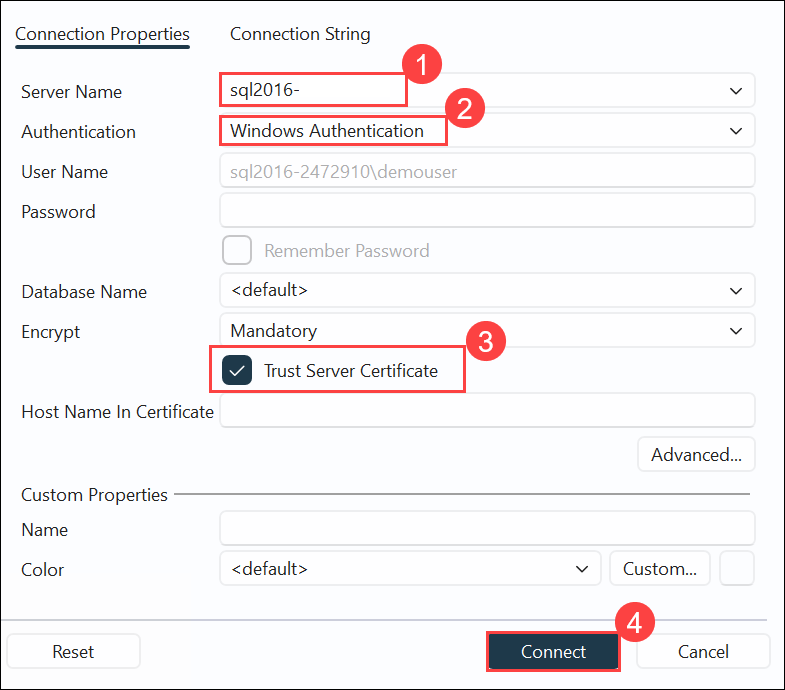 Connection Properties Connection String
1
Server Name sql2016-
2
Authentication Windows Authentication
User Name sql2016-2472910\demouser
Password
Remember Password
Database Name <default>
Encrypt Mandatory
3
Trust Server Certificate
Host Name In Certificate
Advanced...
Custom Properties
Name
Color <default> Custom...
4
Reset Connect Cancel